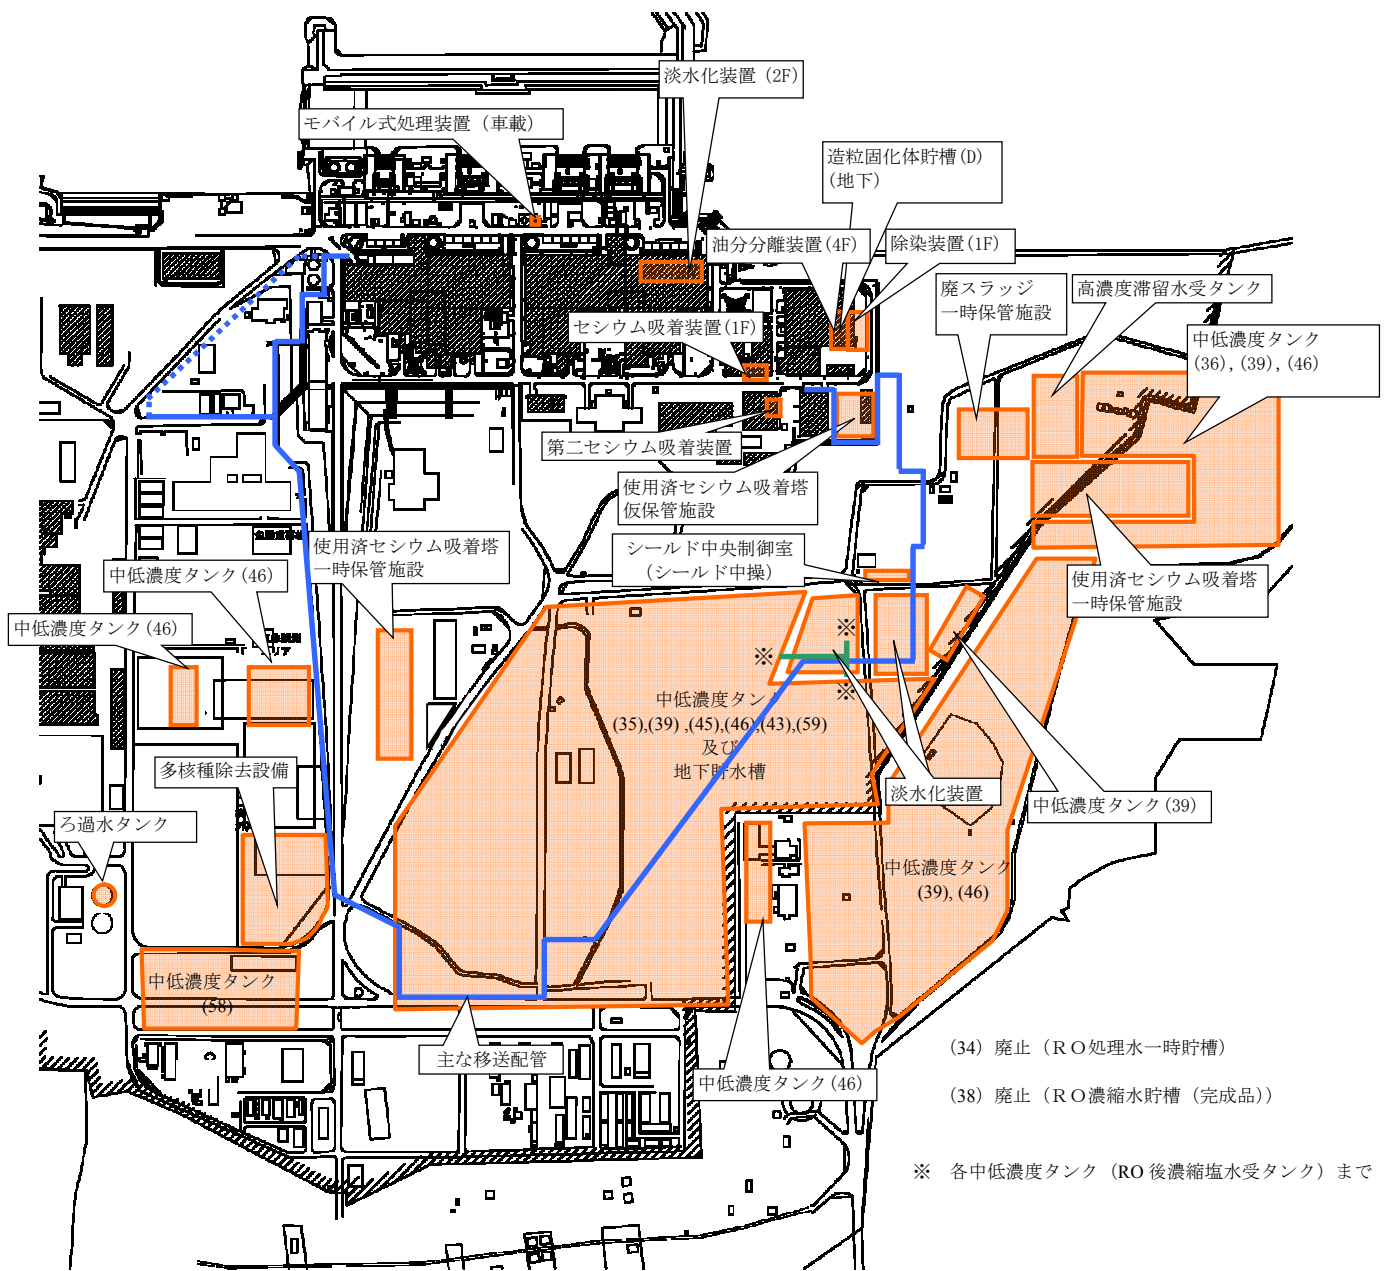 淡水化装置(2F)
モバイル式処理装置(車載)
造粒固化体貯槽(D)
(地下)
油分分離装置(4F)
除染装置(1F)
廃スラッジ
一時保管施設
高濃度滞留水受タンク
中低濃度タンク
(36),(39),(46)
セシウム吸着装置(1F)
第二セシウム吸着装置
使用済セシウム吸着塔
仮保管施設
使用済セシウム吸着塔
一時保管施設
シールド中央制御室
(シールド中操)
使用済セシウム吸着塔
一時保管施設
中低濃度タンク(46)
中低濃度タンク(46)
※
※
※
中低濃度タンク
(35),(39),(45),(46),(43),(59)
及び
地下貯水槽
多核種除去設備
淡水化装置
中低濃度タンク(39)
ろ過水タンク
中低濃度タンク
(39),(46)
中低濃度タンク
(58)
主な移送配管
中低濃度タンク(46)
(34) 廃止(RO処理水一時貯槽)
(38) 廃止(RO濃縮水貯槽(完成品))
※ 各中低濃度タンク(RO後濃縮塩水受タンク)まで